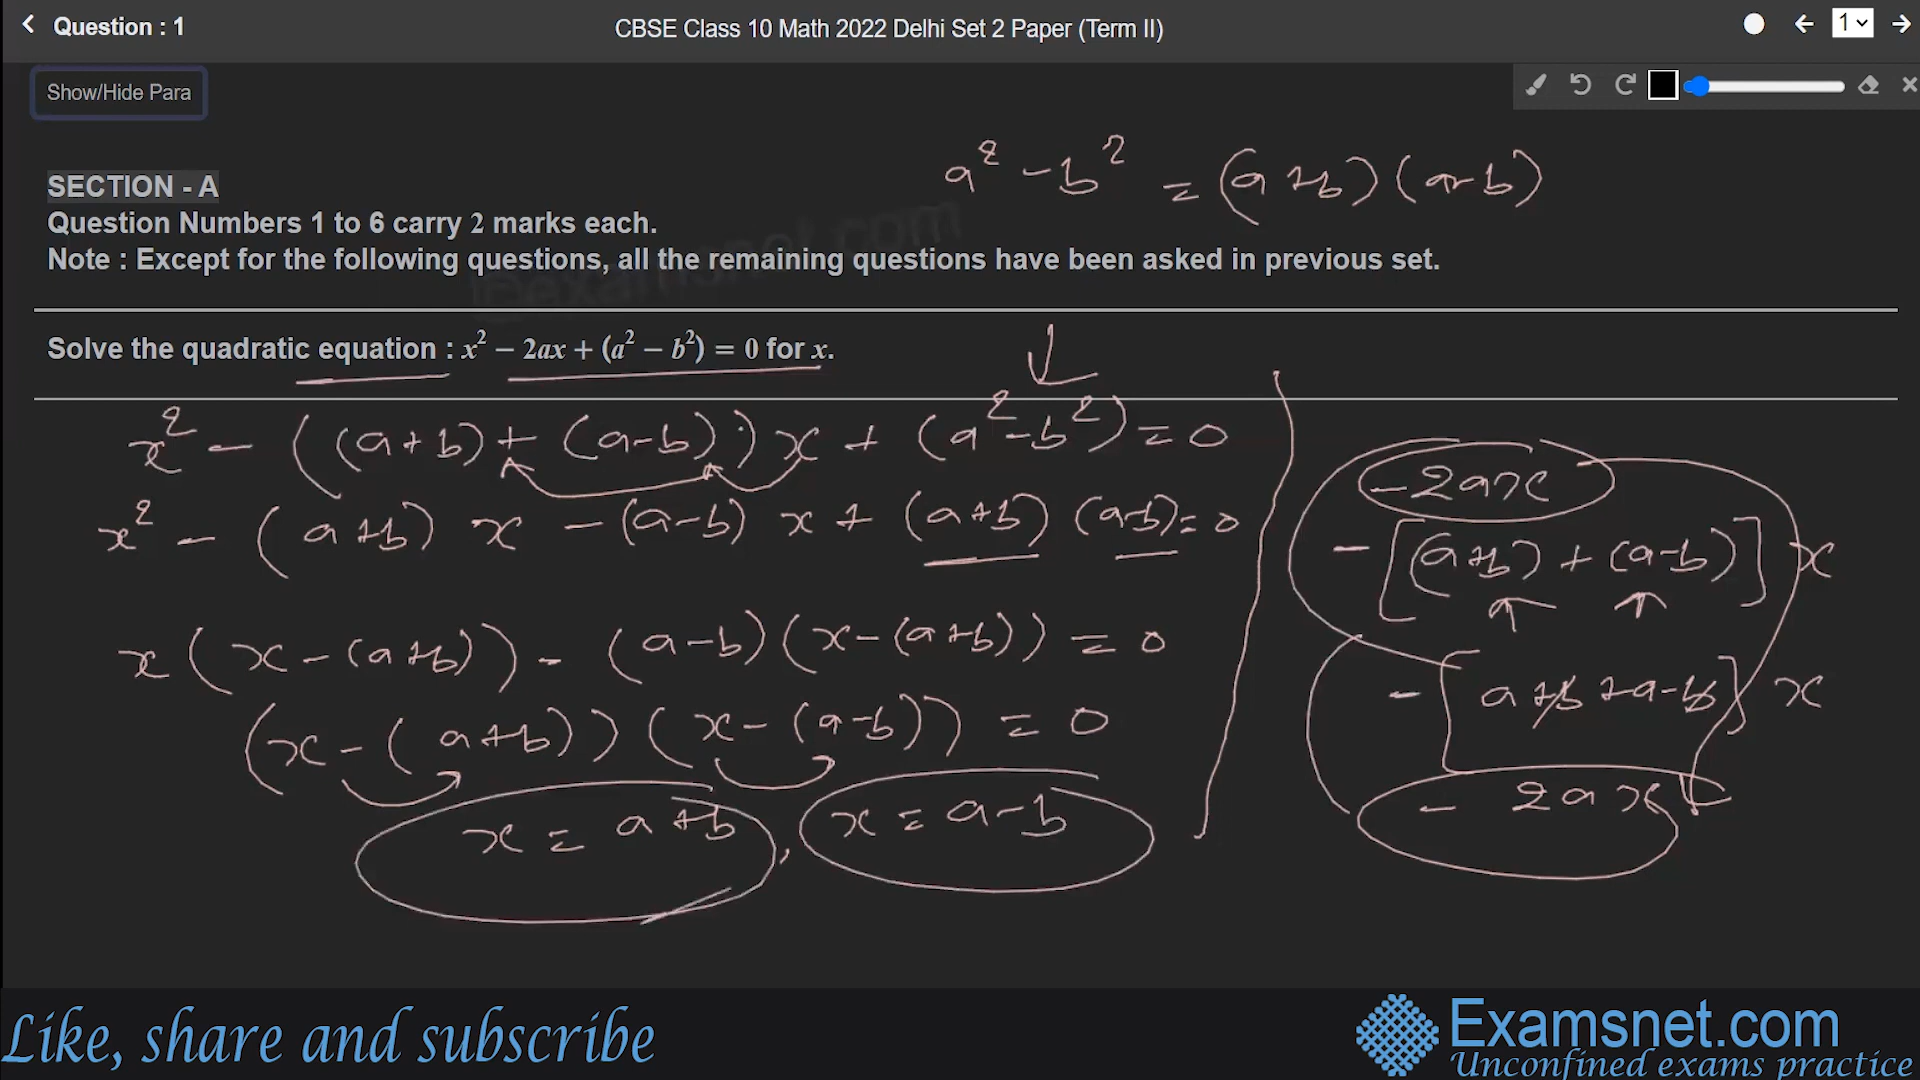 Question : 1
CBSE Class 10 Math 2022 Delhi Set 2 Paper (Term II)
1
Show/Hide Para
a² - b² = (a+b)(a-b)
SECTION - A
Question Numbers 1 to 6 carry 2 marks each.
Note : Except for the following questions, all the remaining questions have been asked in previous set.
Solve the quadratic equation : x² − 2ax + (a² − b²) = 0 for x.
x² - ((a+b) + (a-b))x + (a²-b²) = 0
x² - (a+b) x - (a-b) x + (a+b) (a-b) = 0
x(x-(a+b)) - (a-b)(x-(a+b)) = 0
(x-(a+b))(x-(a-b)) = 0
x = a+b, x = a-b
-2ax
-[(a+b) + (a-b)] x
-[a+b+a-b] x
- 2ax
Like, share and subscribe
Examsnet.com
Unconfined exams practice